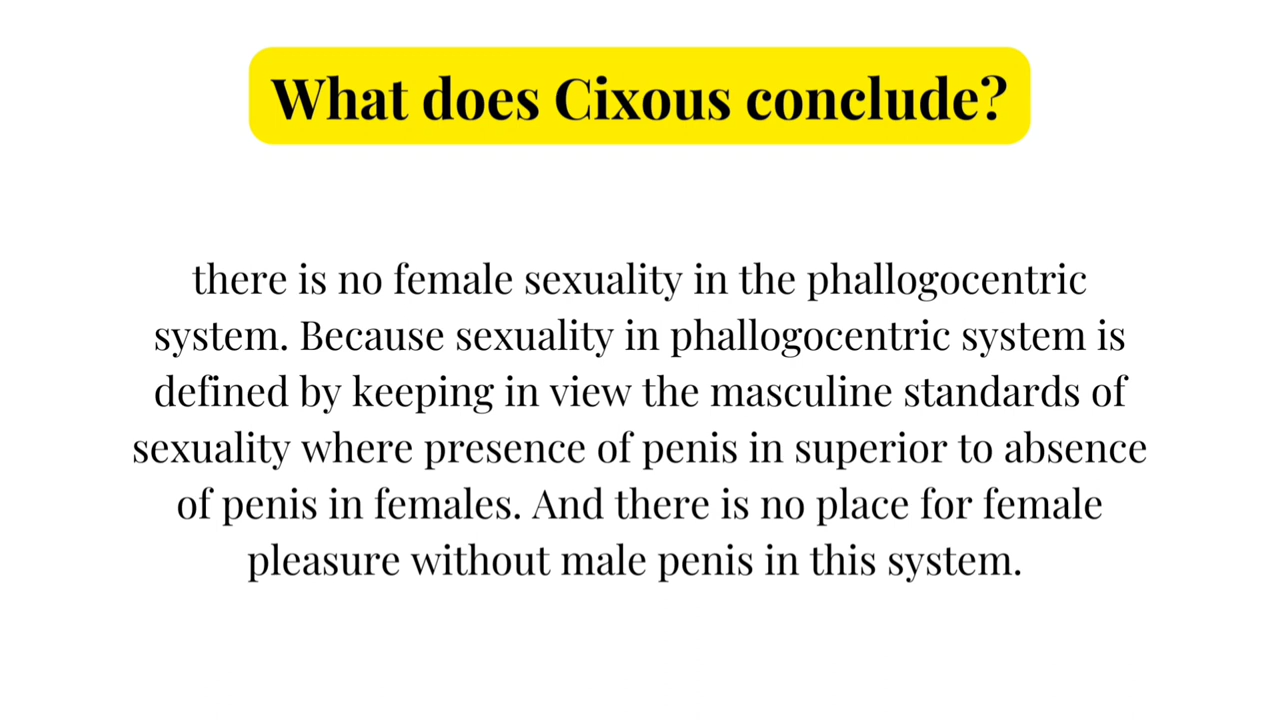 What does Cixous conclude?
there is no female sexuality in the phallogocentric
system. Because sexuality in phallogocentric system is
defined by keeping in view the masculine standards of
sexuality where presence of penis in superior to absence
of penis in females. And there is no place for female
pleasure without male penis in this system.